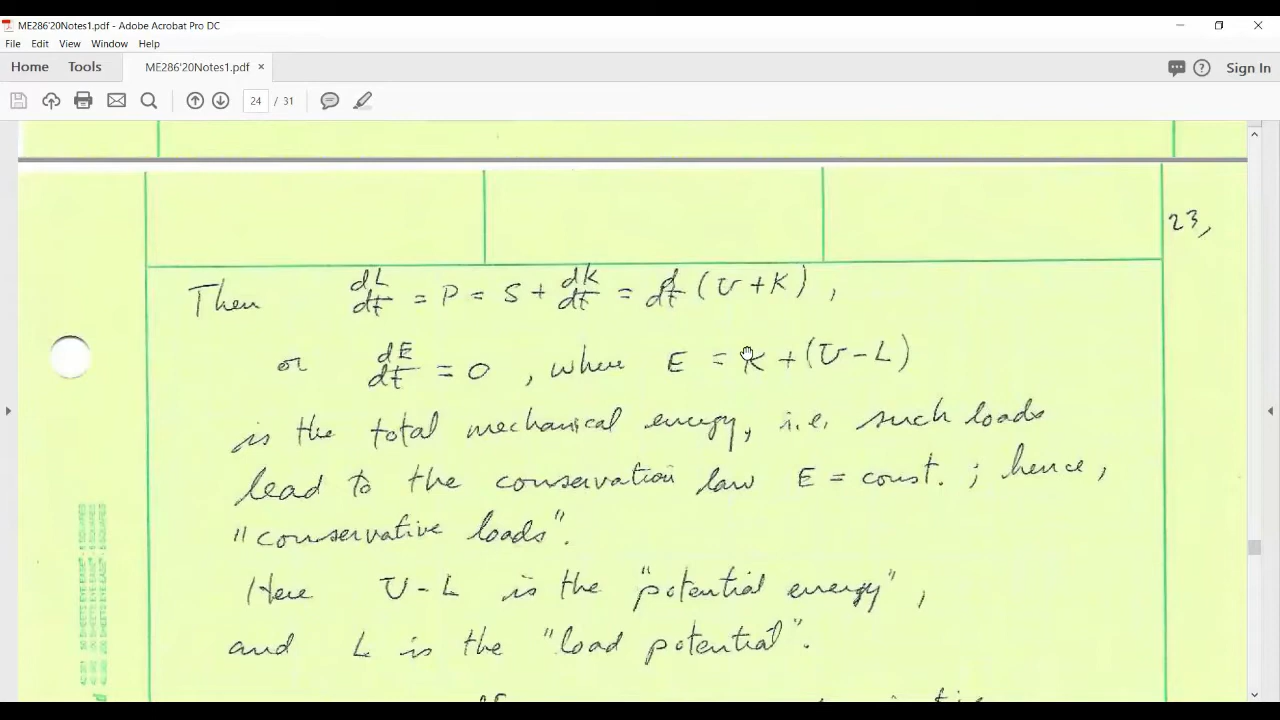 ME286'20Notes1.pdf - Adobe Acrobat Pro DC
File Edit View Window Help
Home Tools ME286'20Notes1.pdf × Sign In
24 / 31
23,
Then dL/dt = P = S + dK/dt = d/dt (U + K) ,
or dE/dt = 0 , where E = K + (U - L)
is the total mechanical energy, i.e. such loads
lead to the conservation law E = const. ; hence,
"conservative loads".
Here U - L is the "potential energy",
and L is the "load potential".